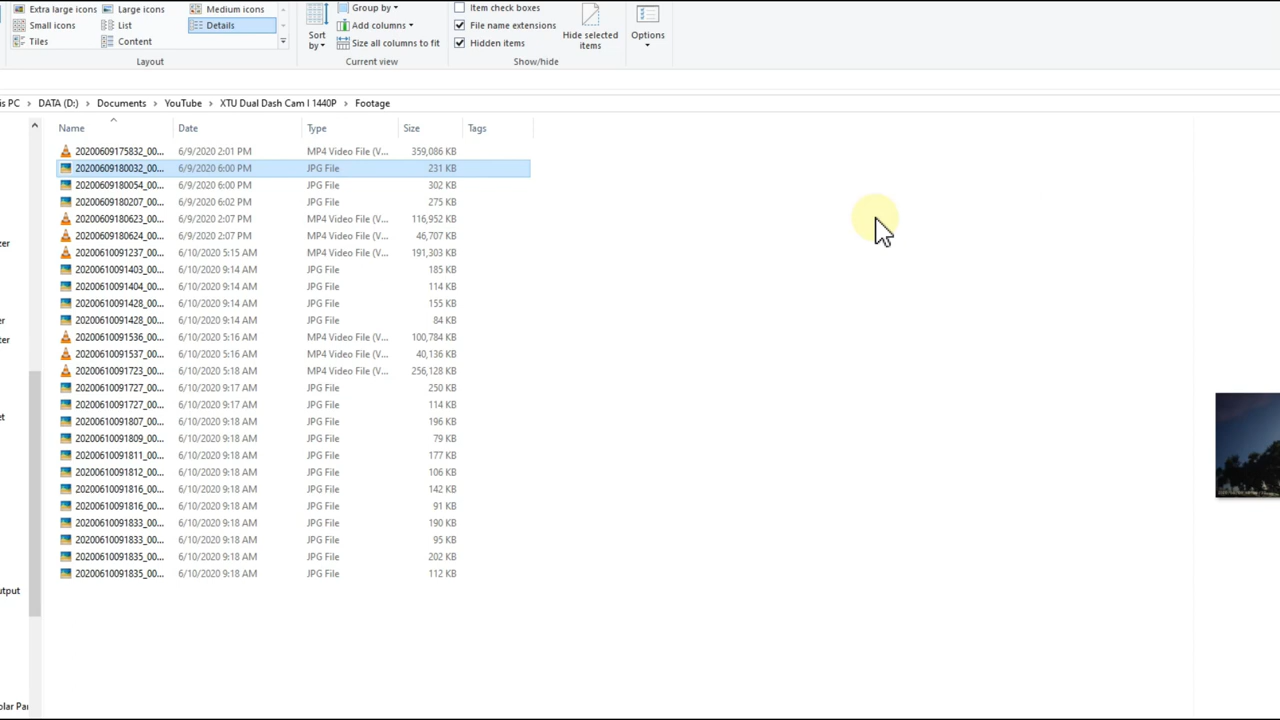 Extra large icons Large icons Medium icons
Small icons List Details
Tiles Content
Layout
Sort by
Group by
Add columns
Size all columns to fit
Current view
Item check boxes
File name extensions
Hidden items
Hide selected items
Show/hide
Options
is PC > DATA (D:) > Documents > YouTube > XTU Dual Dash Cam I 1440P > Footage
Name Date Type Size Tags
20200609175832_00... 6/9/2020 2:01 PM MP4 Video File (V... 359,086 KB
20200609180032_00... 6/9/2020 6:00 PM JPG File 231 KB
20200609180054_00... 6/9/2020 6:00 PM JPG File 302 KB
20200609180207_00... 6/9/2020 6:02 PM JPG File 275 KB
20200609180623_00... 6/9/2020 2:07 PM MP4 Video File (V... 116,952 KB
20200609180624_00... 6/9/2020 2:07 PM MP4 Video File (V... 46,707 KB
20200610091237_00... 6/10/2020 5:15 AM MP4 Video File (V... 191,303 KB
20200610091403_00... 6/10/2020 9:14 AM JPG File 185 KB
20200610091404_00... 6/10/2020 9:14 AM JPG File 114 KB
20200610091428_00... 6/10/2020 9:14 AM JPG File 155 KB
20200610091428_00... 6/10/2020 9:14 AM JPG File 84 KB
20200610091536_00... 6/10/2020 5:16 AM MP4 Video File (V... 100,784 KB
20200610091537_00... 6/10/2020 5:16 AM MP4 Video File (V... 40,136 KB
20200610091723_00... 6/10/2020 5:18 AM MP4 Video File (V... 256,128 KB
20200610091727_00... 6/10/2020 9:17 AM JPG File 250 KB
20200610091727_00... 6/10/2020 9:17 AM JPG File 114 KB
20200610091807_00... 6/10/2020 9:18 AM JPG File 196 KB
20200610091809_00... 6/10/2020 9:18 AM JPG File 79 KB
20200610091811_00... 6/10/2020 9:18 AM JPG File 177 KB
20200610091812_00... 6/10/2020 9:18 AM JPG File 106 KB
20200610091816_00... 6/10/2020 9:18 AM JPG File 142 KB
20200610091816_00... 6/10/2020 9:18 AM JPG File 91 KB
20200610091833_00... 6/10/2020 9:18 AM JPG File 190 KB
20200610091833_00... 6/10/2020 9:18 AM JPG File 95 KB
20200610091835_00... 6/10/2020 9:18 AM JPG File 202 KB
20200610091835_00... 6/10/2020 9:18 AM JPG File 112 KB
zer
er
ter
et
utput
olar Pa